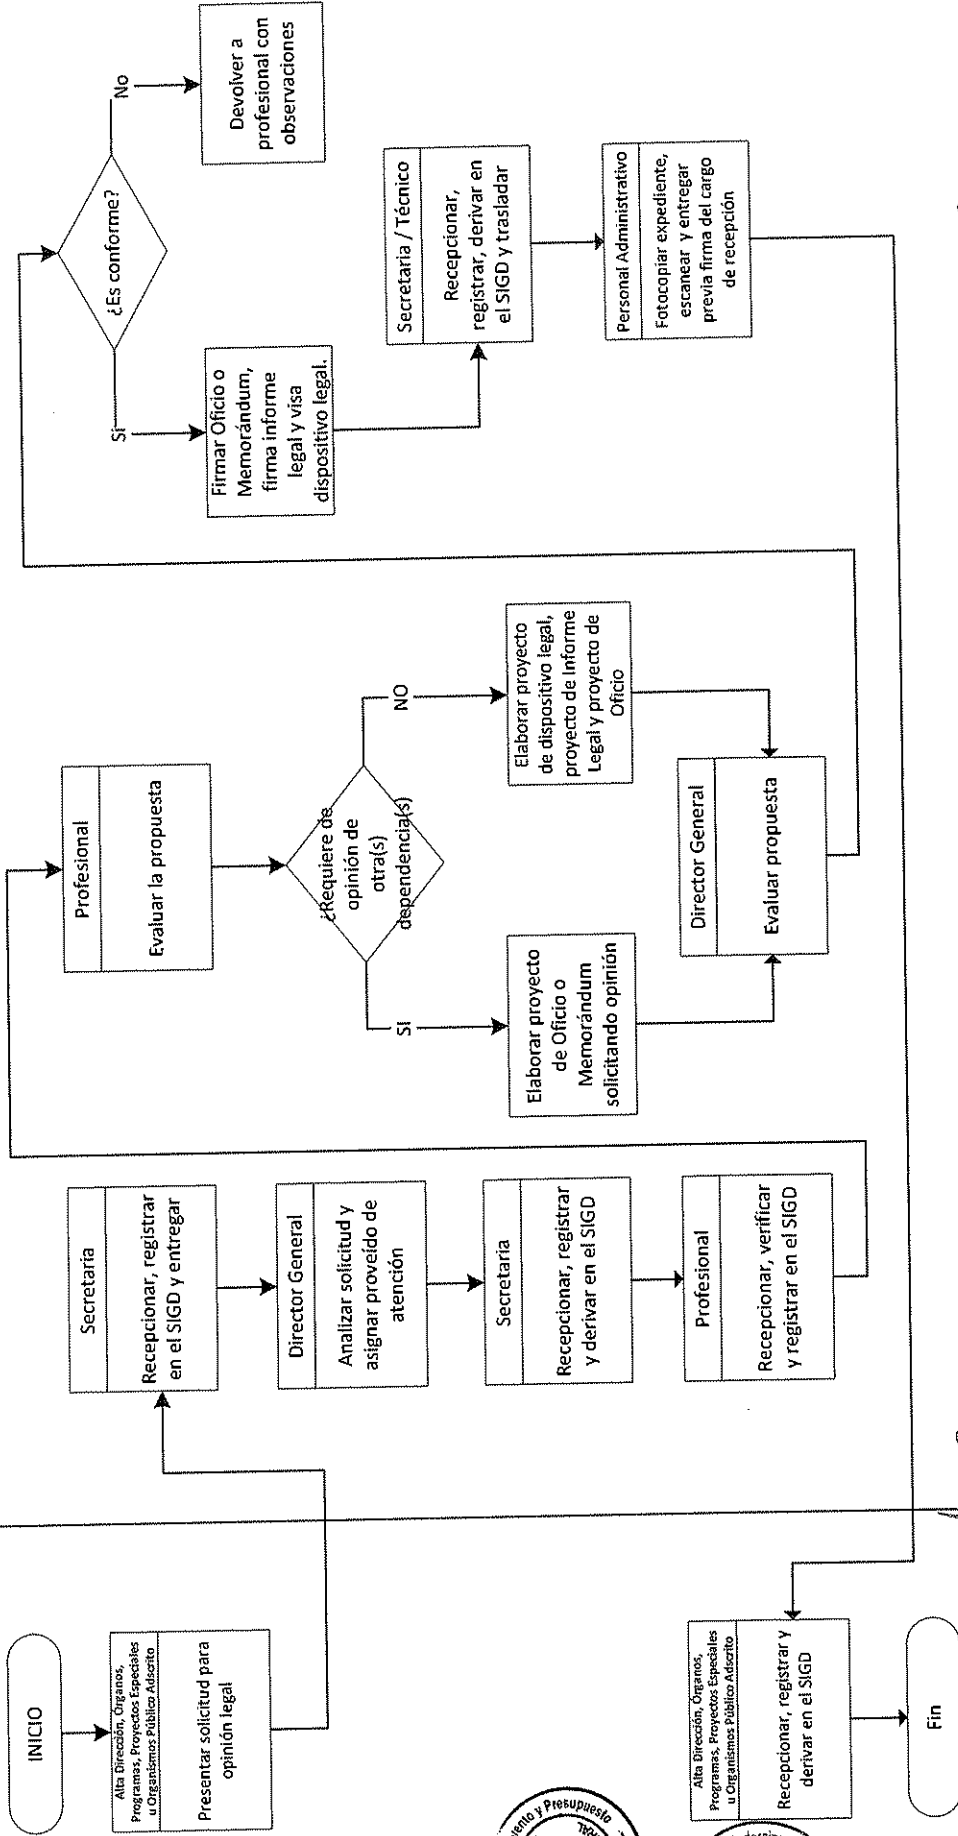 INICIO
Alta Dirección, Órganos,
Programas, Proyectos Especiales
u Organismos Público Adscrito
Presentar solicitud para
opinión legal
Secretaria
Recepcionar, registrar
en el SIGD y entregar
Director General
Analizar solicitud y
asignar proveído de
atención
Secretaria
Recepcionar, registrar
y derivar en el SIGD
Profesional
Recepcionar, verificar
y registrar en el SIGD
Profesional
Evaluar la propuesta
¿Requiere de
opinión de
otra(s)
dependencia(s)
SI
NO
Elaborar proyecto
de Oficio o
Memorándum
solicitando opinión
Elaborar proyecto
de dispositivo legal,
proyecto de Informe
Legal y proyecto de
Oficio
Director General
Evaluar propuesta
¿Es conforme?
Si
No
Firmar Oficio o
Memorándum,
firma informe
legal y visa
dispositivo legal.
Devolver a
profesional con
observaciones
Secretaria / Técnico
Recepcionar,
registrar, derivar en
el SIGD y trasladar
Personal Administrativo
Fotocopiar expediente,
escanear y entregar
previa firma del cargo
de recepción
Alta Dirección, Órganos,
Programas, Proyectos Especiales
u Organismos Público Adscrito
Recepcionar, registrar y
derivar en el SIGD
Fin
y Presupuesto